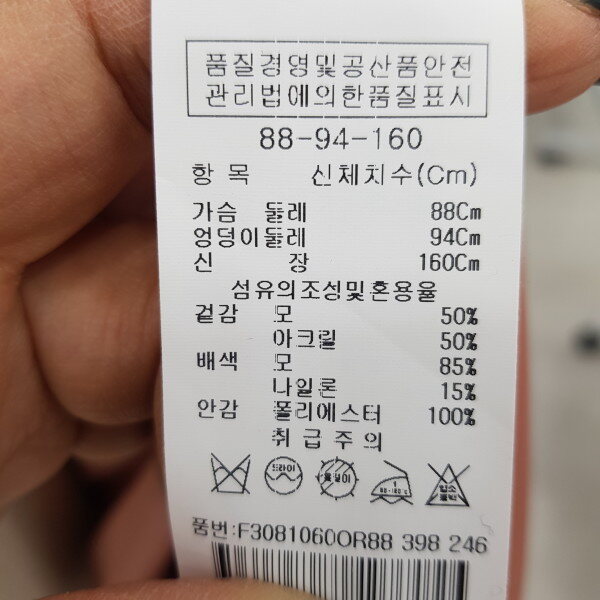 품질경영및공산품안전
관리법에의한품질표시
88-94-160
항 목 신체치수(Cm)
가슴 둘레 88Cm
엉덩이둘레 94Cm
신 장 160Cm
섬유의조성및혼용율
겉감 모 50%
아크릴 50%
배색 모 85%
나일론 15%
안감 폴리에스터 100%
취급주의
드라이
품번:F3081060OR88 398 246